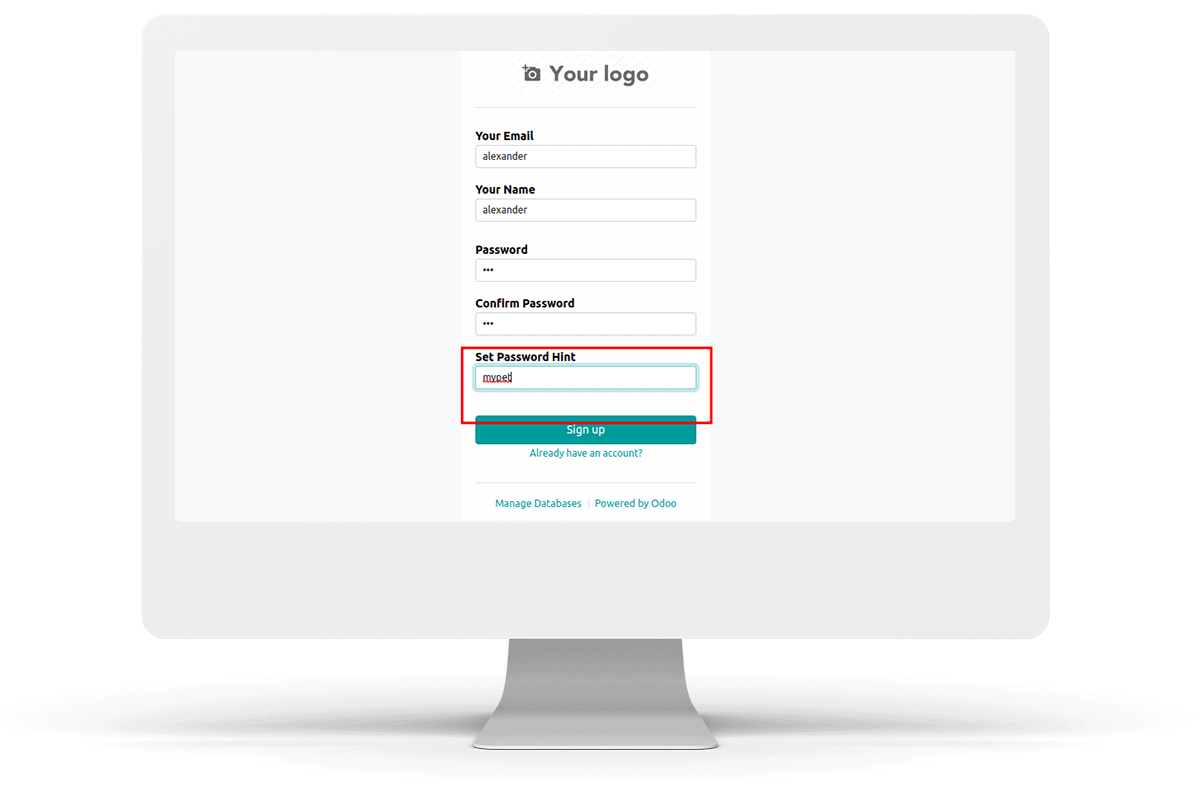 Your logo
Your Email
alexander
Your Name
alexander
Password
•••
Confirm Password
•••
Set Password Hint
mypet
Sign up
Already have an account?
Manage Databases | Powered by Odoo